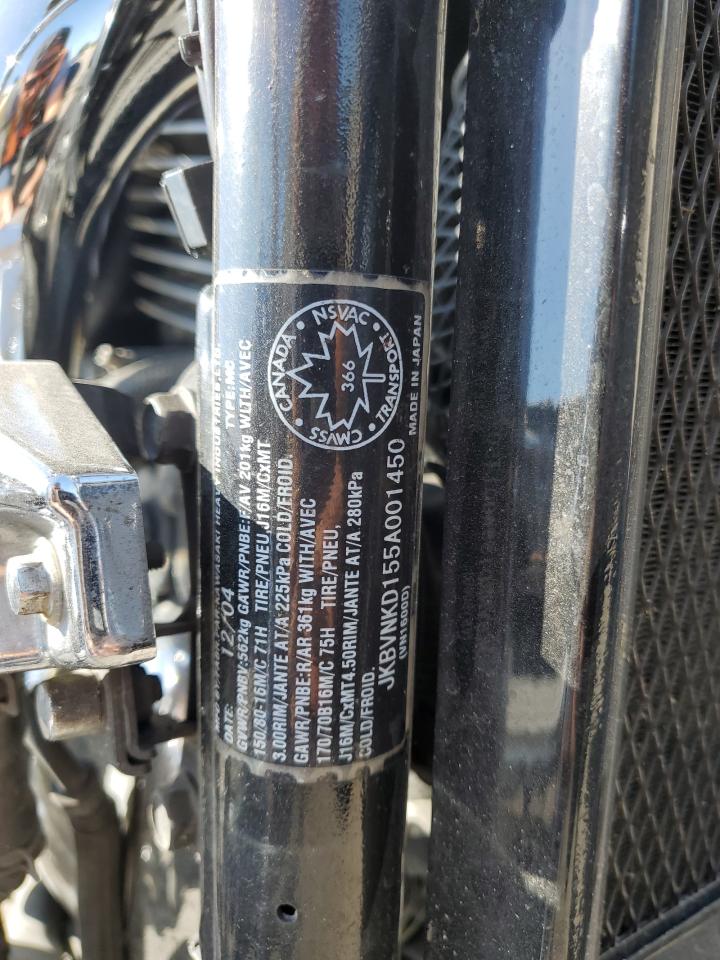 KAWASAKI HEAVY INDUSTRIES, LTD.
DATE: 12/04 TYPE:MC
GVWR/PNBV:562kg GAWR/PNBE:F/AV 201kg WITH/AVEC
150/80-16M/C 71H TIRE/PNEU,J16M/CxMT
3.00RIM/JANTE AT/A 225kPa COLD/FROID.
GAWR/PNBE:R/AR 361kg WITH/AVEC
170/70B16M/C 75H TIRE/PNEU,
J16M/CxMT4.50RIM/JANTE AT/A 280kPa
COLD/FROID.
JKBVNKD155A001450
(VN1600D)
CANADA · NSVAC · TRANSPORT · CMVSS
366
MADE IN JAPAN